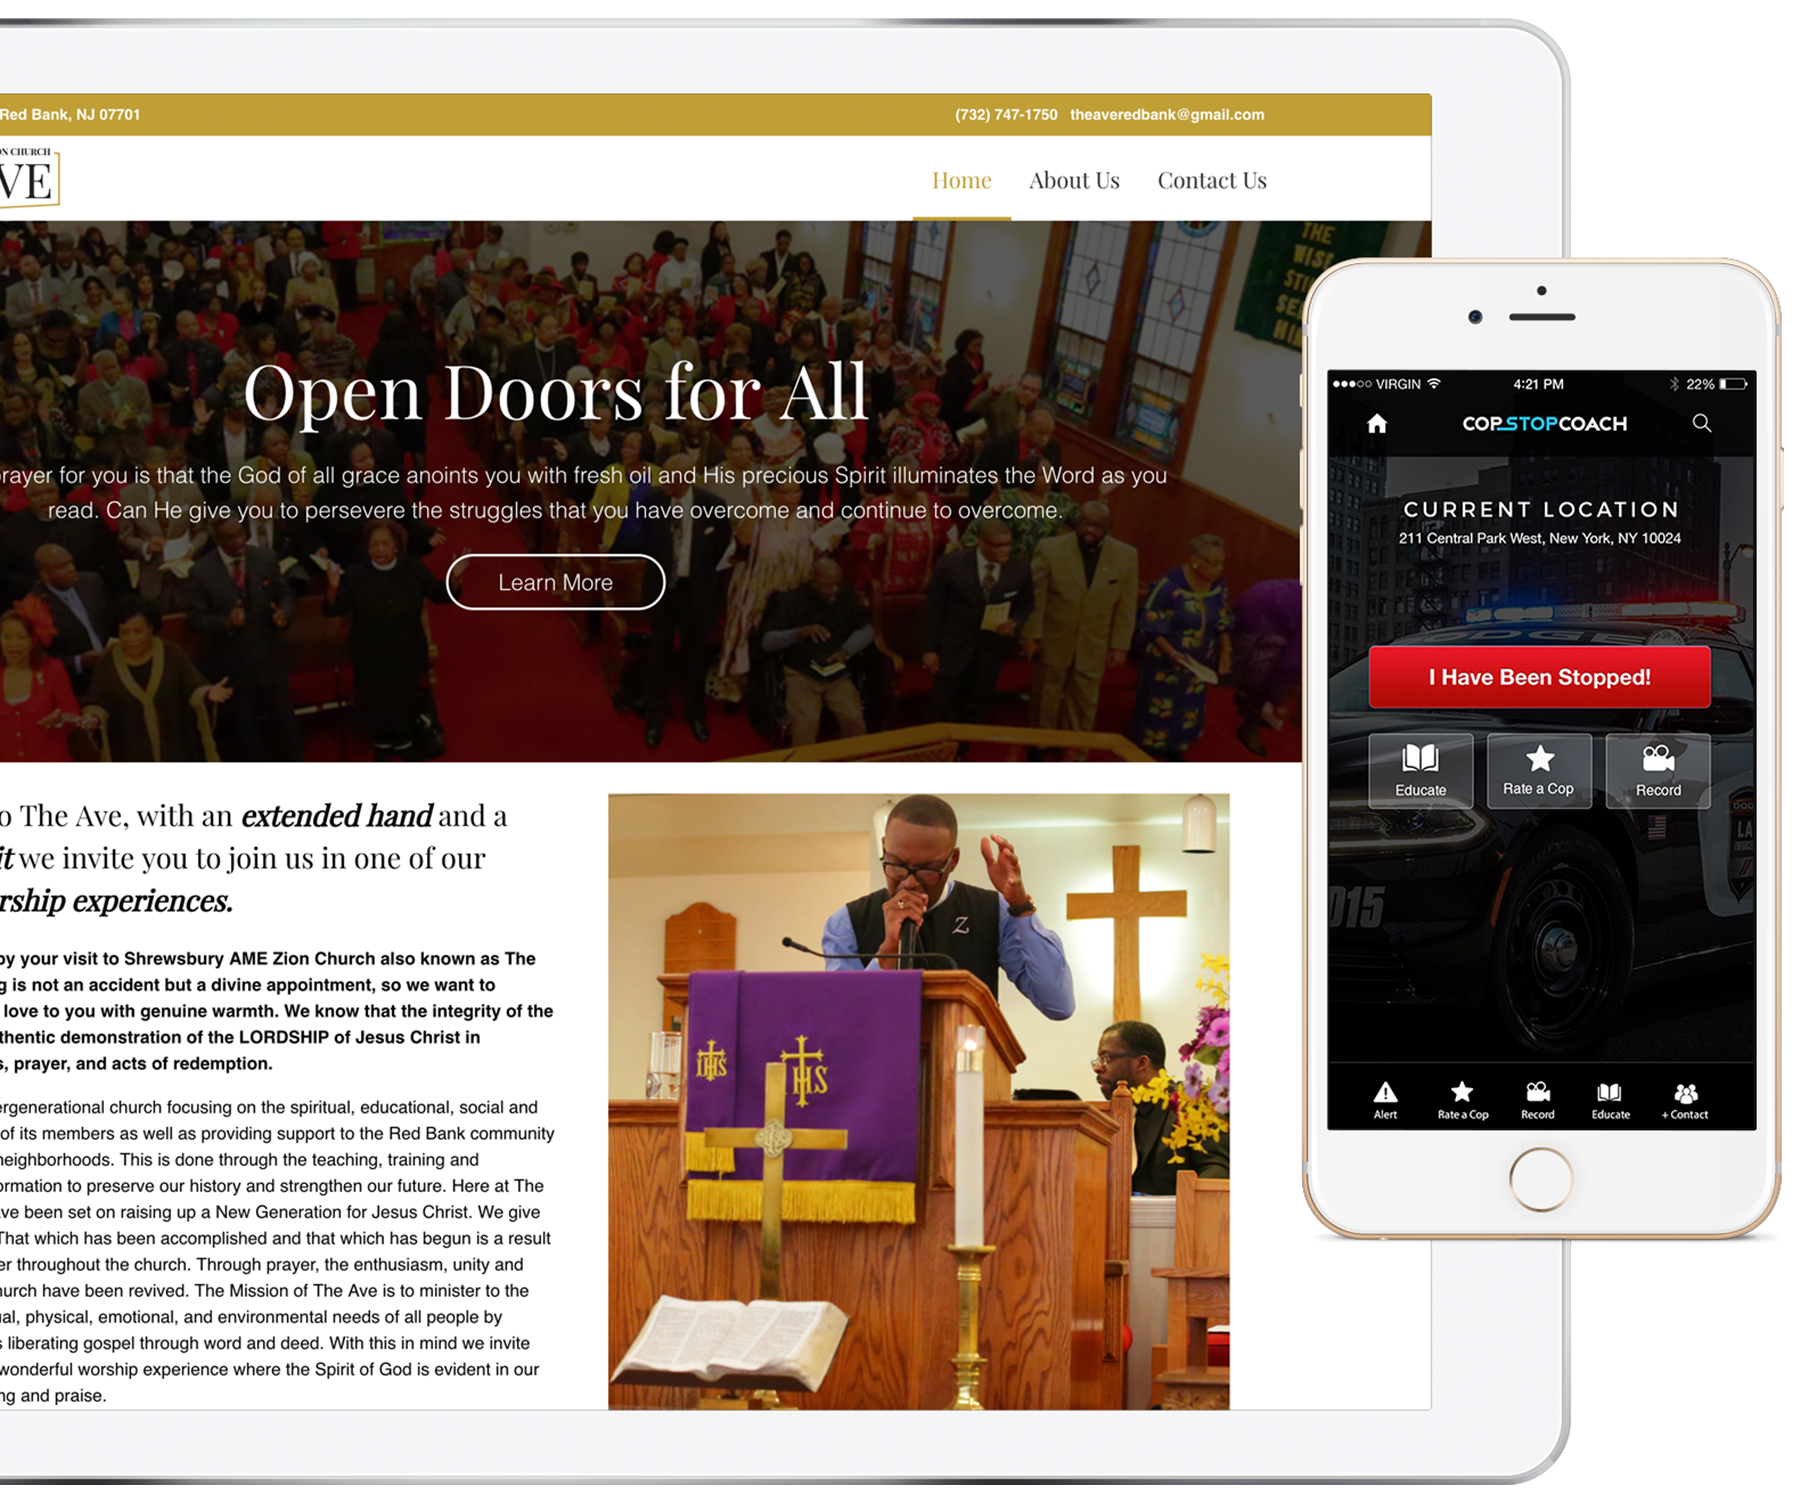 Red Bank, NJ 07701
(732) 747-1750 theaveredbank@gmail.com
ON CHURCH
VE
Home About Us Contact Us
THE
WISE
STI
SE
HIM
Open Doors for All
rayer for you is that the God of all grace anoints you with fresh oil and His precious Spirit illuminates the Word as you
read. Can He give you to persevere the struggles that you have overcome and continue to overcome.
Learn More
o The Ave, with an extended hand and a
it we invite you to join us in one of our
rship experiences.
by your visit to Shrewsbury AME Zion Church also known as The
g is not an accident but a divine appointment, so we want to
love to you with genuine warmth. We know that the integrity of the
thentic demonstration of the LORDSHIP of Jesus Christ in
s, prayer, and acts of redemption.
ergenerational church focusing on the spiritual, educational, social and
of its members as well as providing support to the Red Bank community
neighborhoods. This is done through the teaching, training and
ormation to preserve our history and strengthen our future. Here at The
ave been set on raising up a New Generation for Jesus Christ. We give
That which has been accomplished and that which has begun is a result
er throughout the church. Through prayer, the enthusiasm, unity and
hurch have been revived. The Mission of The Ave is to minister to the
ual, physical, emotional, and environmental needs of all people by
s liberating gospel through word and deed. With this in mind we invite
wonderful worship experience where the Spirit of God is evident in our
ng and praise.
Z
IHS
IHS
VIRGIN 4:21 PM 22%
COPSTOPCOACH
CURRENT LOCATION
211 Central Park West, New York, NY 10024
DODGE
I Have Been Stopped!
Educate Rate a Cop Record
LA
015
Alert Rate a Cop Record Educate + Contact